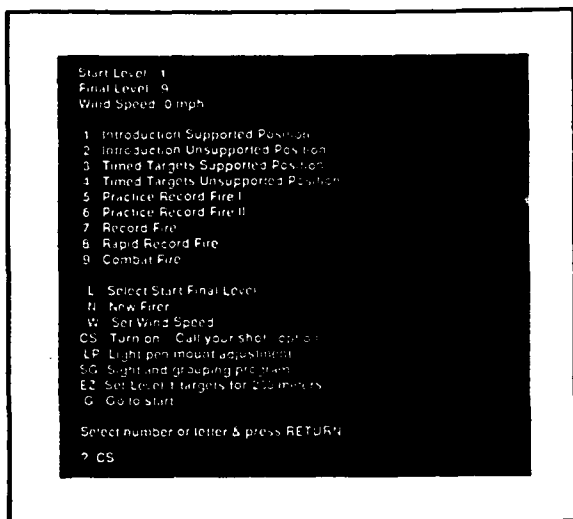 Start Level 1
Final Level 9
Wind Speed 0 mph
1 Introduction Supported Position
2 Introduction Unsupported Position
3 Timed Targets Supported Position
4 Timed Targets Unsupported Position
5 Practice Record Fire I
6 Practice Record Fire II
7 Record Fire
8 Rapid Record Fire
9 Combat Fire
L Select Start Final Level
N New Firer
W Set Wind Speed
CS Turn on Call your shot option
LP Light pen mount adjustment
SG Sight and grouping program
EZ Set Level 1 targets for 200 meters
G Go to start
Select number or letter & press RETURN
? CS